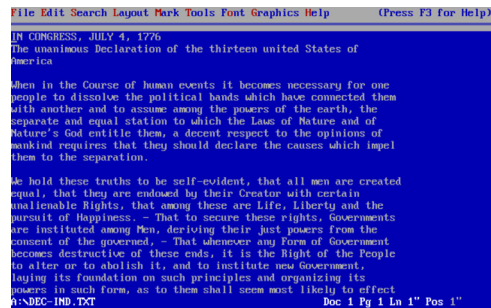 File Edit Search Layout Mark Tools Font Graphics Help (Press F3 for Help)
IN CONGRESS, JULY 4, 1776
The unanimous Declaration of the thirteen united States of
America
When in the Course of human events it becomes necessary for one
people to dissolve the political bands which have connected them
with another and to assume among the powers of the earth, the
separate and equal station to which the Laws of Nature and of
Nature's God entitle them, a decent respect to the opinions of
mankind requires that they should declare the causes which impel
them to the separation.
We hold these truths to be self-evident, that all men are created
equal, that they are endowed by their Creator with certain
unalienable Rights, that among these are Life, Liberty and the
pursuit of Happiness. - That to secure these rights, Governments
are instituted among Men, deriving their just powers from the
consent of the governed, - That whenever any Form of Government
becomes destructive of these ends, it is the Right of the People
to alter or to abolish it, and to institute new Government,
laying its foundation on such principles and organizing its
powers in such form, as to them shall seem most likely to effect
A:\DEC-IND.TXT Doc 1 Pg 1 Ln 1" Pos 1"